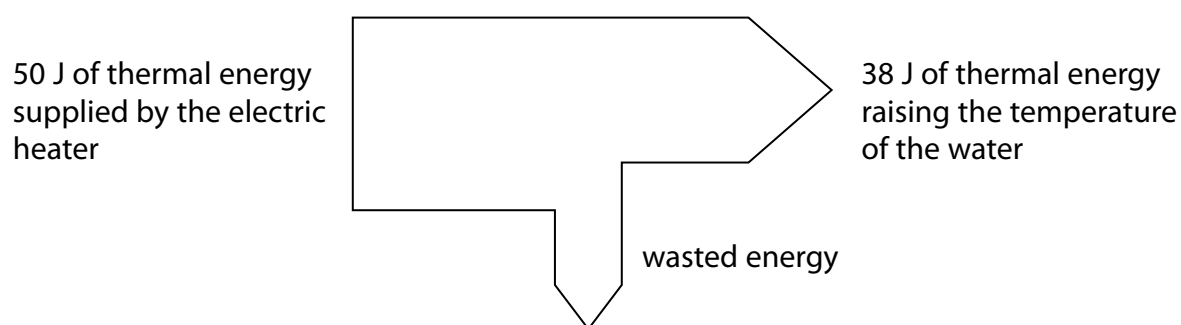 50 J of thermal energy
supplied by the electric
heater
38 J of thermal energy
raising the temperature
of the water
wasted energy